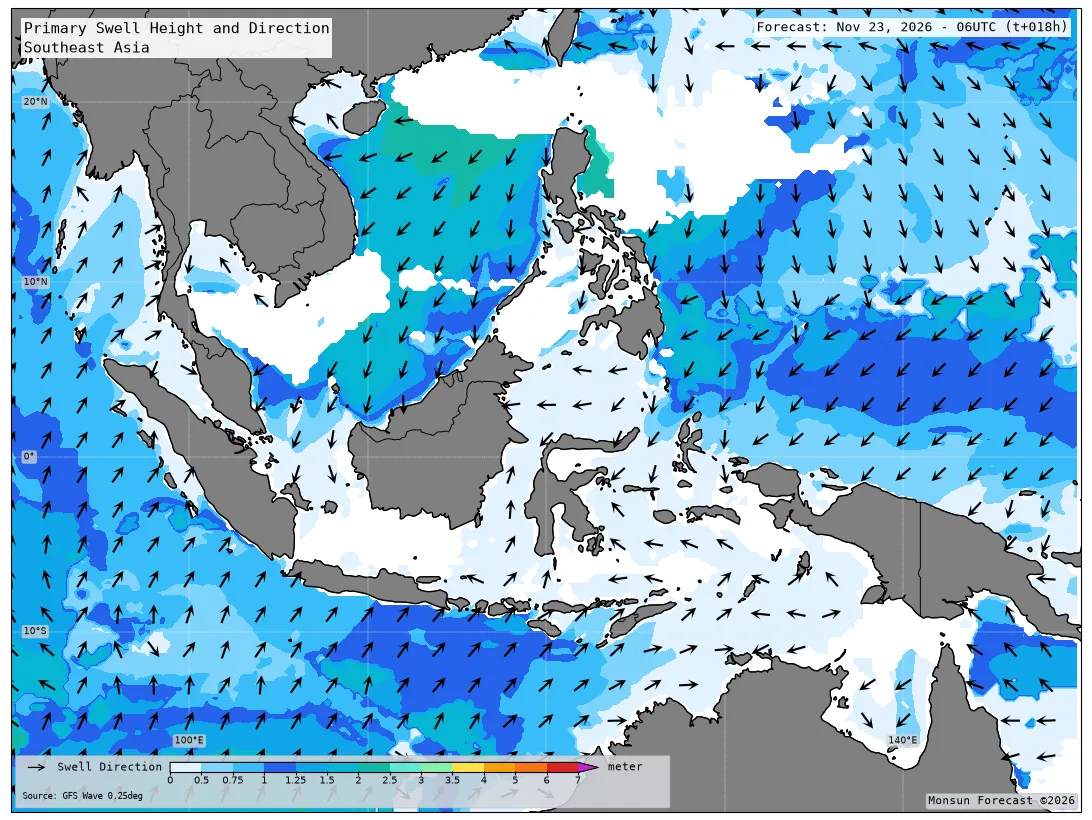 Primary Swell Height and Direction
Southeast Asia
Forecast: Nov 23, 2026 - 06UTC (t+018h)
20°N
10°N
0°
10°S
100°E
140°E
Swell Direction
0 0.5 0.75 1 1.25 1.5 2 2.5 3 3.5 4 5 6 7
meter
Source: GFS Wave 0.25deg
Monsun Forecast ©2026